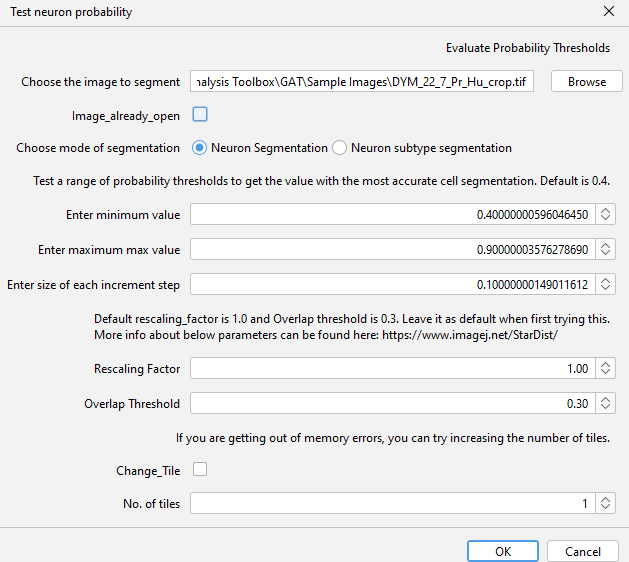 Test neuron probability
Evaluate Probability Thresholds
Choose the image to segment nalysis Toolbox\GAT\Sample Images\DYM_22_7_Pr_Hu_crop.tif Browse
Image_already_open
Choose mode of segmentation Neuron Segmentation Neuron subtype segmentation
Test a range of probability thresholds to get the value with the most accurate cell segmentation. Default is 0.4.
Enter minimum value 0.40000000596046450
Enter maximum max value 0.90000003576278690
Enter size of each increment step 0.10000000149011612
Default rescaling_factor is 1.0 and Overlap threshold is 0.3. Leave it as default when first trying this.
More info about below parameters can be found here: https://www.imagej.net/StarDist/
Rescaling Factor 1.00
Overlap Threshold 0.30
If you are getting out of memory errors, you can try increasing the number of tiles.
Change_Tile
No. of tiles 1
OK Cancel